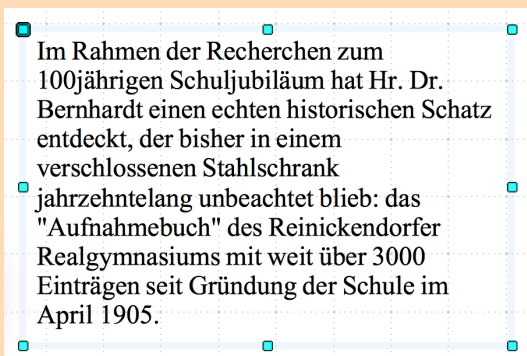 Im Rahmen der Recherchen zum
100jährigen Schuljubiläum hat Hr. Dr.
Bernhardt einen echten historischen Schatz
entdeckt, der bisher in einem
verschlossenen Stahlschrank
jahrzehntelang unbeachtet blieb: das
"Aufnahmebuch" des Reinickendorfer
Realgymnasiums mit weit über 3000
Einträgen seit Gründung der Schule im
April 1905.